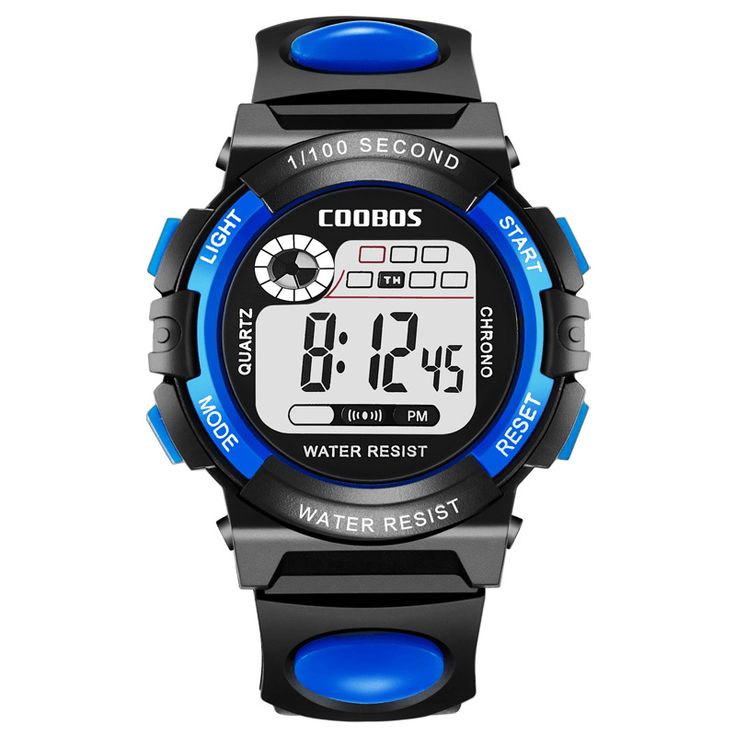 1/100 SECOND
COOBOS
LIGHT
START
TH
QUARTZ
CHRONO
8:12 45
PM
MODE
RESET
WATER RESIST
WATER RESIST